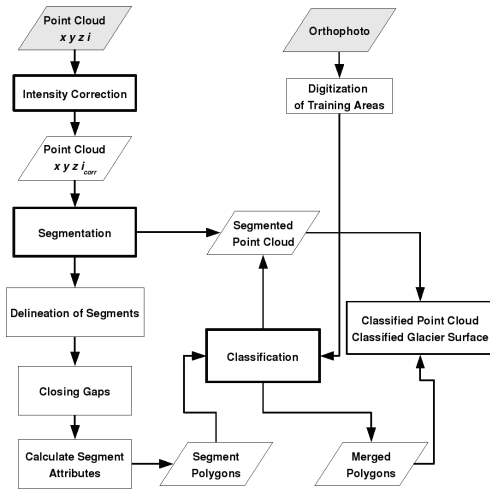 Point Cloud
x y z i
Orthophoto
Intensity Correction
Digitization
of Training Areas
Point Cloud
x y z i corr
Segmentation
Segmented
Point Cloud
Delineation of Segments
Classified Point Cloud
Classified Glacier Surface
Classification
Closing Gaps
Calculate Segment
Attributes
Segment
Polygons
Merged
Polygons